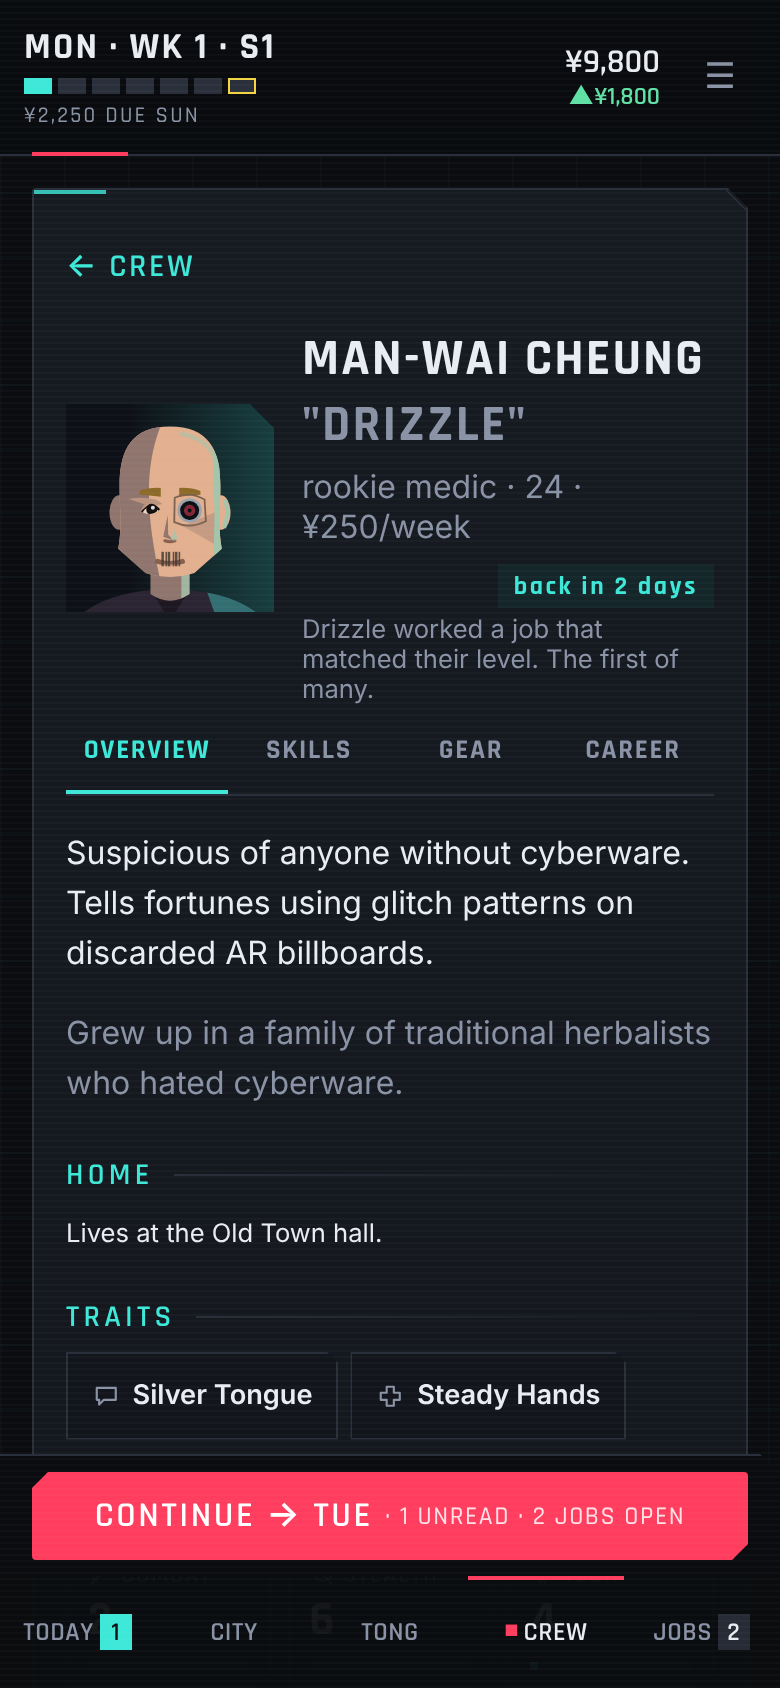 MON · WK 1 · S1
¥2,250 DUE SUN
¥9,800
▲¥1,800
☰
← CREW
MAN-WAI CHEUNG
"DRIZZLE"
rookie medic · 24 ·
¥250/week
back in 2 days
Drizzle worked a job that
matched their level. The first of
many.
OVERVIEW SKILLS GEAR CAREER
Suspicious of anyone without cyberware.
Tells fortunes using glitch patterns on
discarded AR billboards.
Grew up in a family of traditional herbalists
who hated cyberware.
HOME
Lives at the Old Town hall.
TRAITS
Silver Tongue Steady Hands
CONTINUE → TUE · 1 UNREAD · 2 JOBS OPEN
TODAY 1 CITY TONG CREW JOBS 2